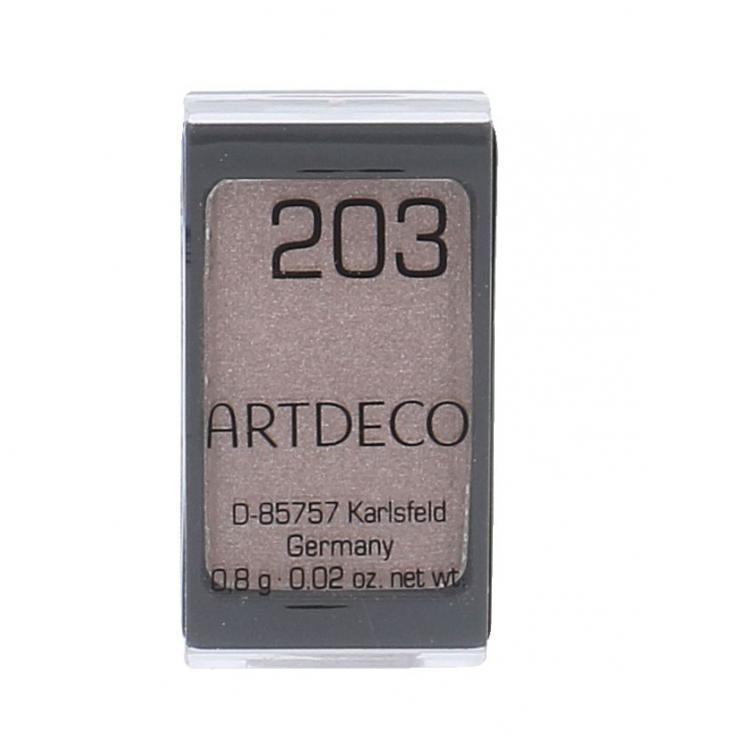 203
ARTDECO
D-85757 Karlsfeld
Germany
0,8 g · 0.02 oz. net wt.